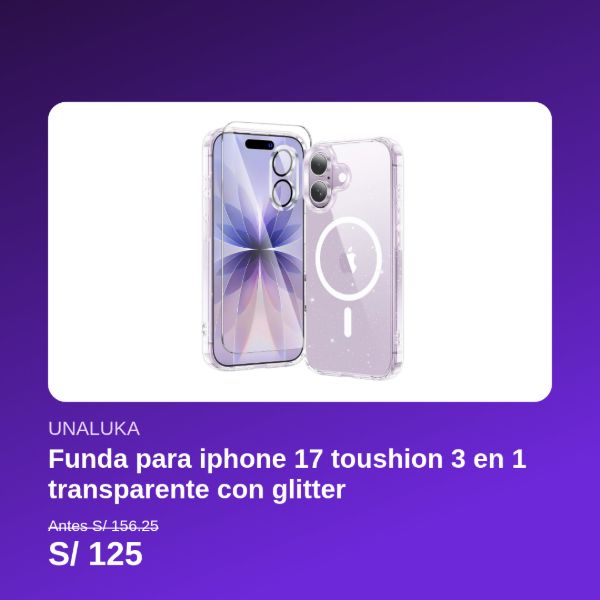 UNALUKA
Funda para iphone 17 toushion 3 en 1
transparente con glitter
Antes S/ 156.25
S/ 125